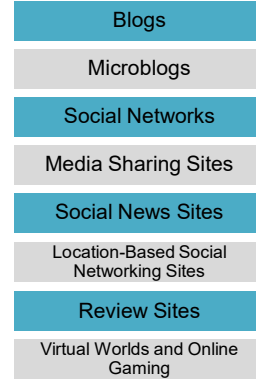 Blogs
Microblogs
Social Networks
Media Sharing Sites
Social News Sites
Location-Based Social
Networking Sites
Review Sites
Virtual Worlds and Online
Gaming